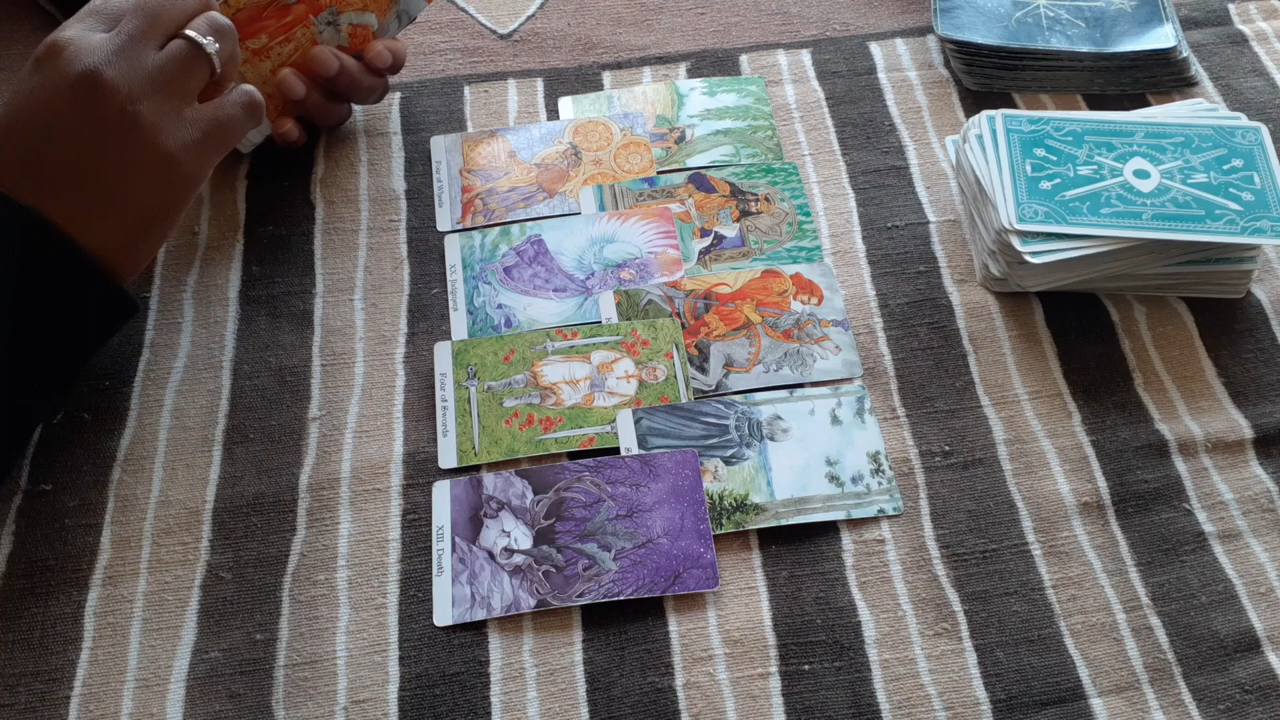 Four of Wheels
XX. Judgement
Four of Swords
XIII. Death
K